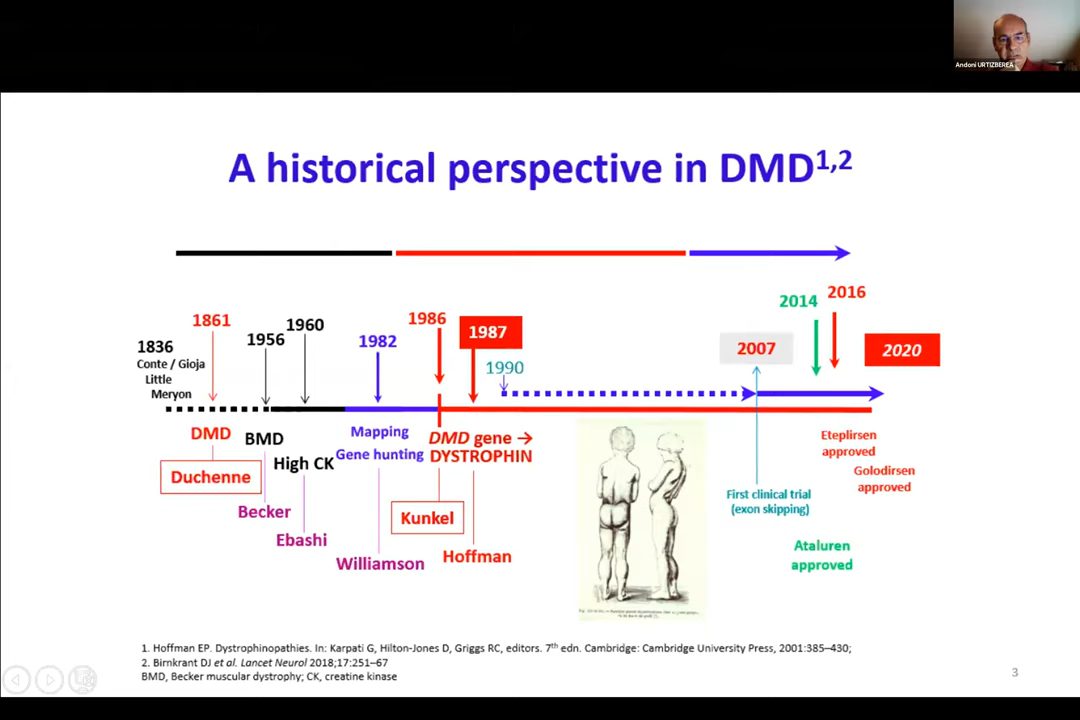 Andoni URTIZBEREA
A historical perspective in DMD1,2
1836
Conte / Gioja
Little
Meryon
1861
1956
1960
1982
1986
1987
1990
2007
2014
2016
2020
DMD
Duchenne
BMD
Becker
High CK
Ebashi
Mapping
Gene hunting
Williamson
DMD gene →
DYSTROPHIN
Kunkel
Hoffman
First clinical trial
(exon skipping)
Eteplirsen
approved
Golodirsen
approved
Ataluren
approved
1. Hoffman EP. Dystrophinopathies. In: Karpati G, Hilton-Jones D, Griggs RC, editors. 7th edn. Cambridge: Cambridge University Press, 2001:385–430;
2. Birnkrant DJ et al. Lancet Neurol 2018;17:251–67
BMD, Becker muscular dystrophy; CK, creatine kinase
3